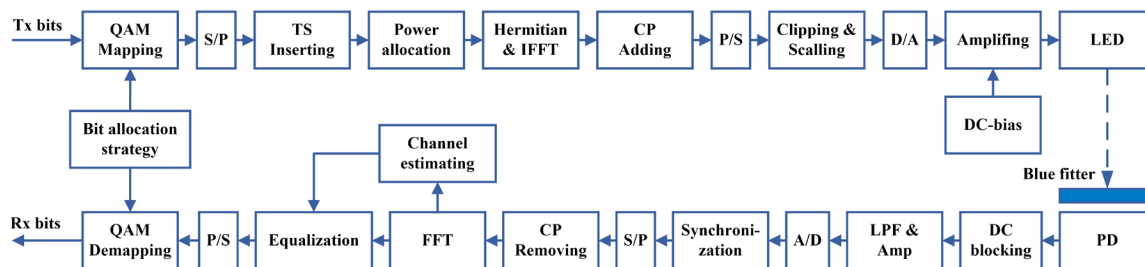 Tx bits
QAM
Mapping
S/P
TS
Inserting
Power
allocation
Hermitian
& IFFT
CP
Adding
P/S
Clipping &
Scalling
D/A
Amplifing
LED
Bit allocation
strategy
Channel
estimating
DC-bias
Blue fitter
Rx bits
QAM
Demapping
P/S
Equalization
FFT
CP
Removing
S/P
Synchroni-
zation
A/D
LPF &
Amp
DC
blocking
PD